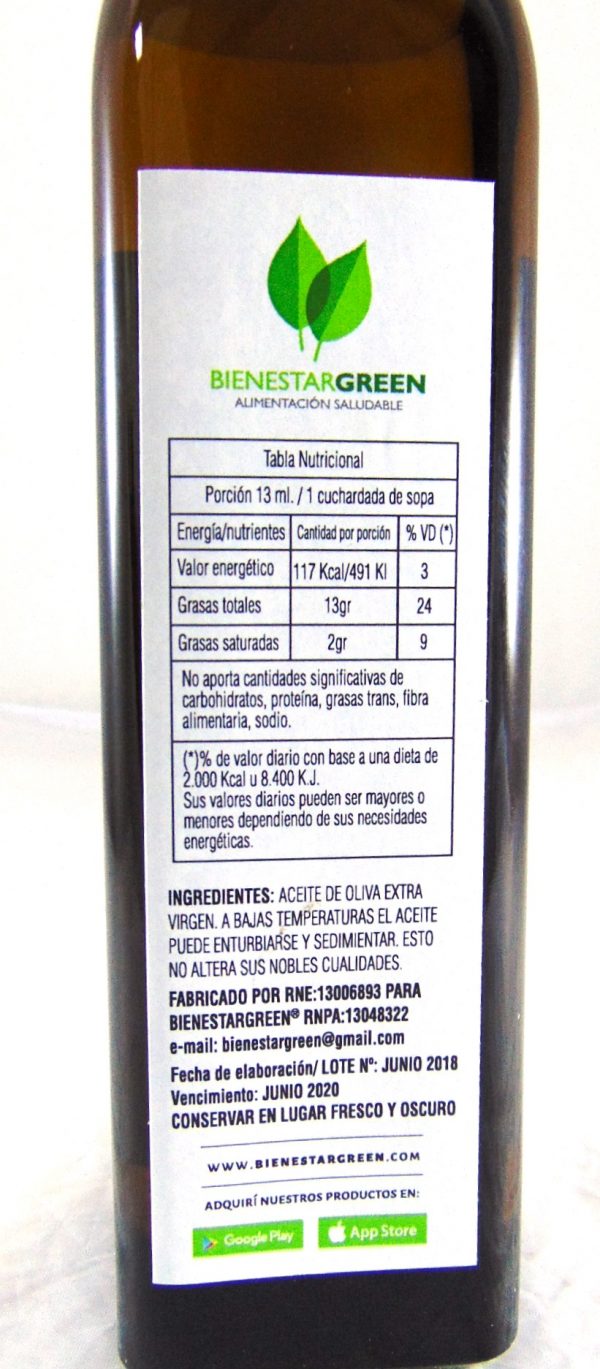 BIENESTARGREEN
ALIMENTACIÓN SALUDABLE
Tabla Nutricional
Porción 13 ml. / 1 cuchardada de sopa
Energía/nutrientes Cantidad por porción % VD (*)
Valor energético 117 Kcal/491 Kl 3
Grasas totales 13gr 24
Grasas saturadas 2gr 9
No aporta cantidades significativas de
carbohidratos, proteína, grasas trans, fibra
alimentaria, sodio.
(*)% de valor diario con base a una dieta de
2.000 Kcal u 8.400 K.J.
Sus valores diarios pueden ser mayores o
menores dependiendo de sus necesidades
energéticas.
INGREDIENTES: ACEITE DE OLIVA EXTRA
VIRGEN. A BAJAS TEMPERATURAS EL ACEITE
PUEDE ENTURBIARSE Y SEDIMIENTAR. ESTO
NO ALTERA SUS NOBLES CUALIDADES.
FABRICADO POR RNE:13006893 PARA
BIENESTARGREEN® RNPA:13048322
e-mail: bienestargreen@gmail.com
Fecha de elaboración/ LOTE Nº: JUNIO 2018
Vencimiento: JUNIO 2020
CONSERVAR EN LUGAR FRESCO Y OSCURO
WWW.BIENESTARGREEN.COM
ADQUIRÍ NUESTROS PRODUCTOS EN:
Google Play App Store